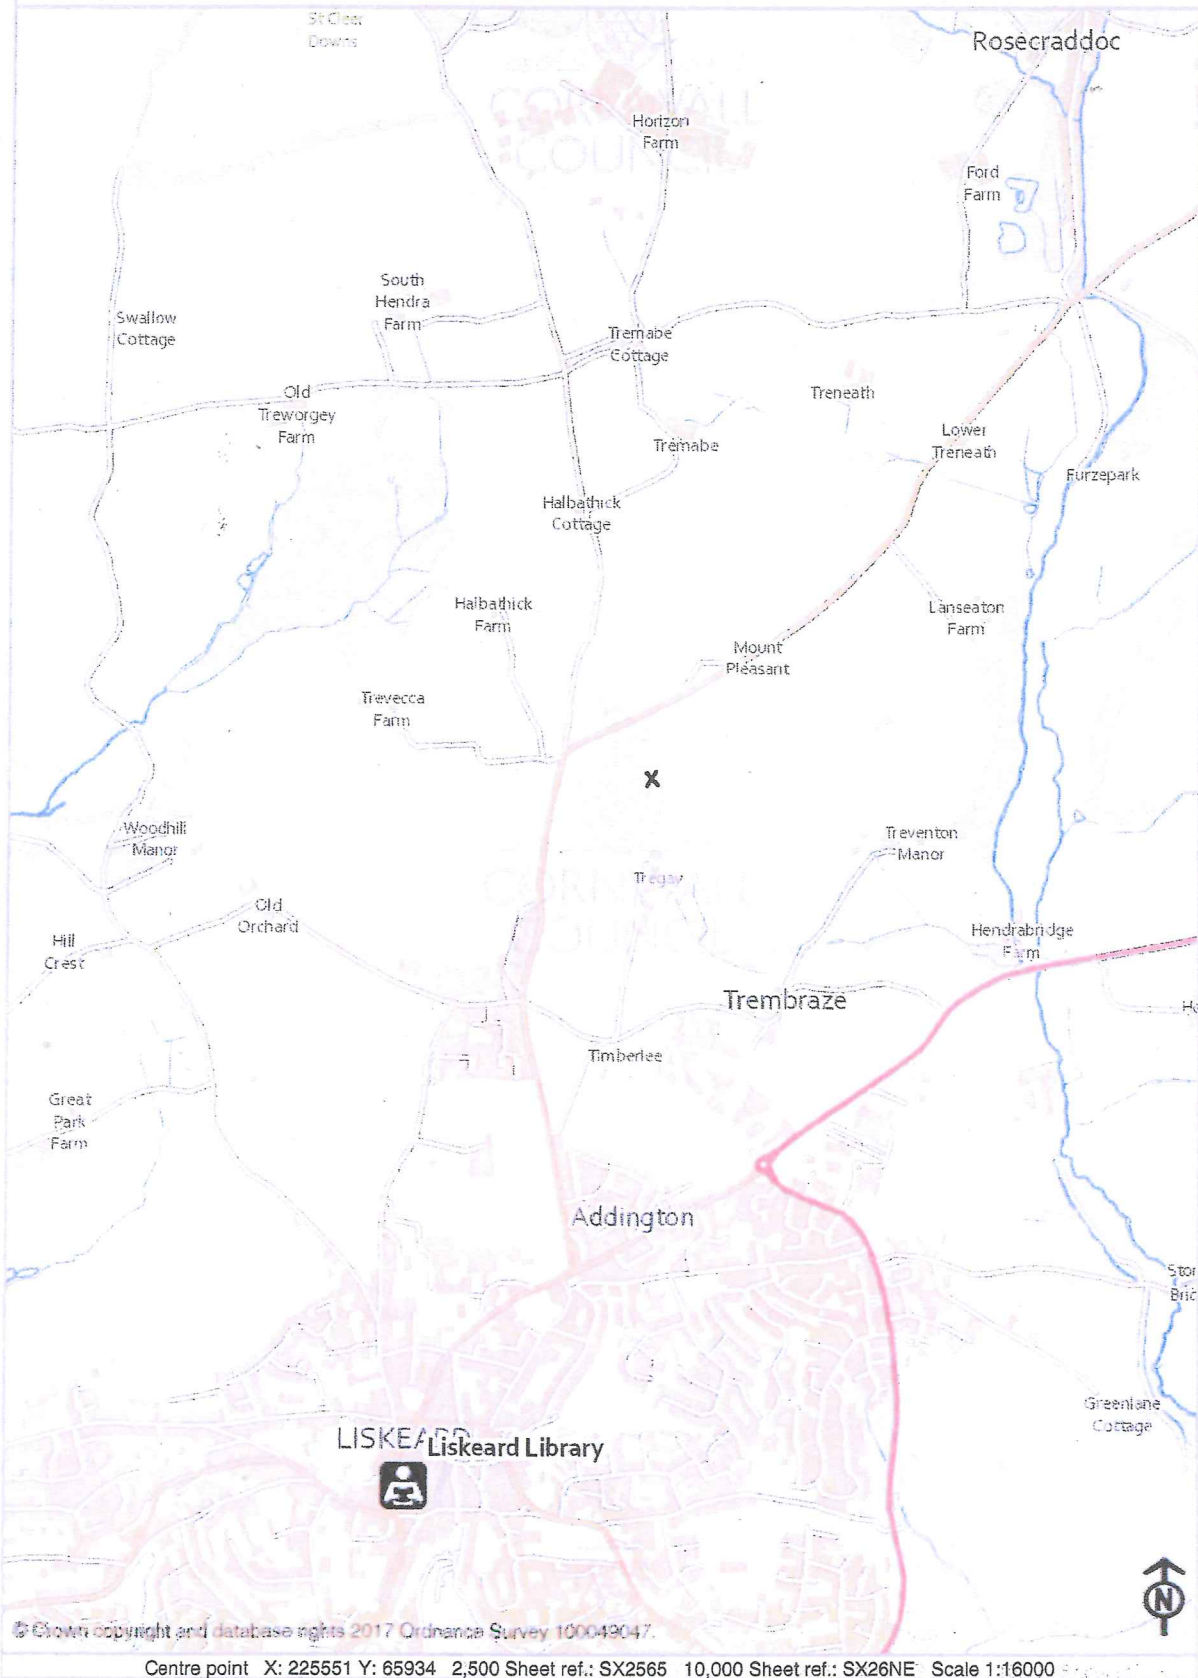 St Cleer
Downs
Rosecraddoc
CORNWALL
COUNCIL
Horizon
Farm
Ford
Farm
South
Hendra
Farm
Swallow
Cottage
Tremabe
Cottage
Old
Treworgey
Farm
Treneath
Tremabe
Lower
Treneath
Furzepark
Halbathick
Cottage
Halbathick
Farm
Lanseaton
Farm
Mount
Pleasant
Trevecca
Farm
X
Woodhill
Manor
Treventon
Manor
Tregay
CORNWALL
COUNCIL
Old
Orchard
Hill
Crest
Hendrabridge
Farm
Trembraze
Timberlee
Great
Park
Farm
Addington
LISKEARD
Liskeard Library
Greenlane
Cottage
N
© Crown copyright and database rights 2017 Ordnance Survey 100049047.
Centre point X: 225551 Y: 65934 2,500 Sheet ref.: SX2565 10,000 Sheet ref.: SX26NE Scale 1:16000